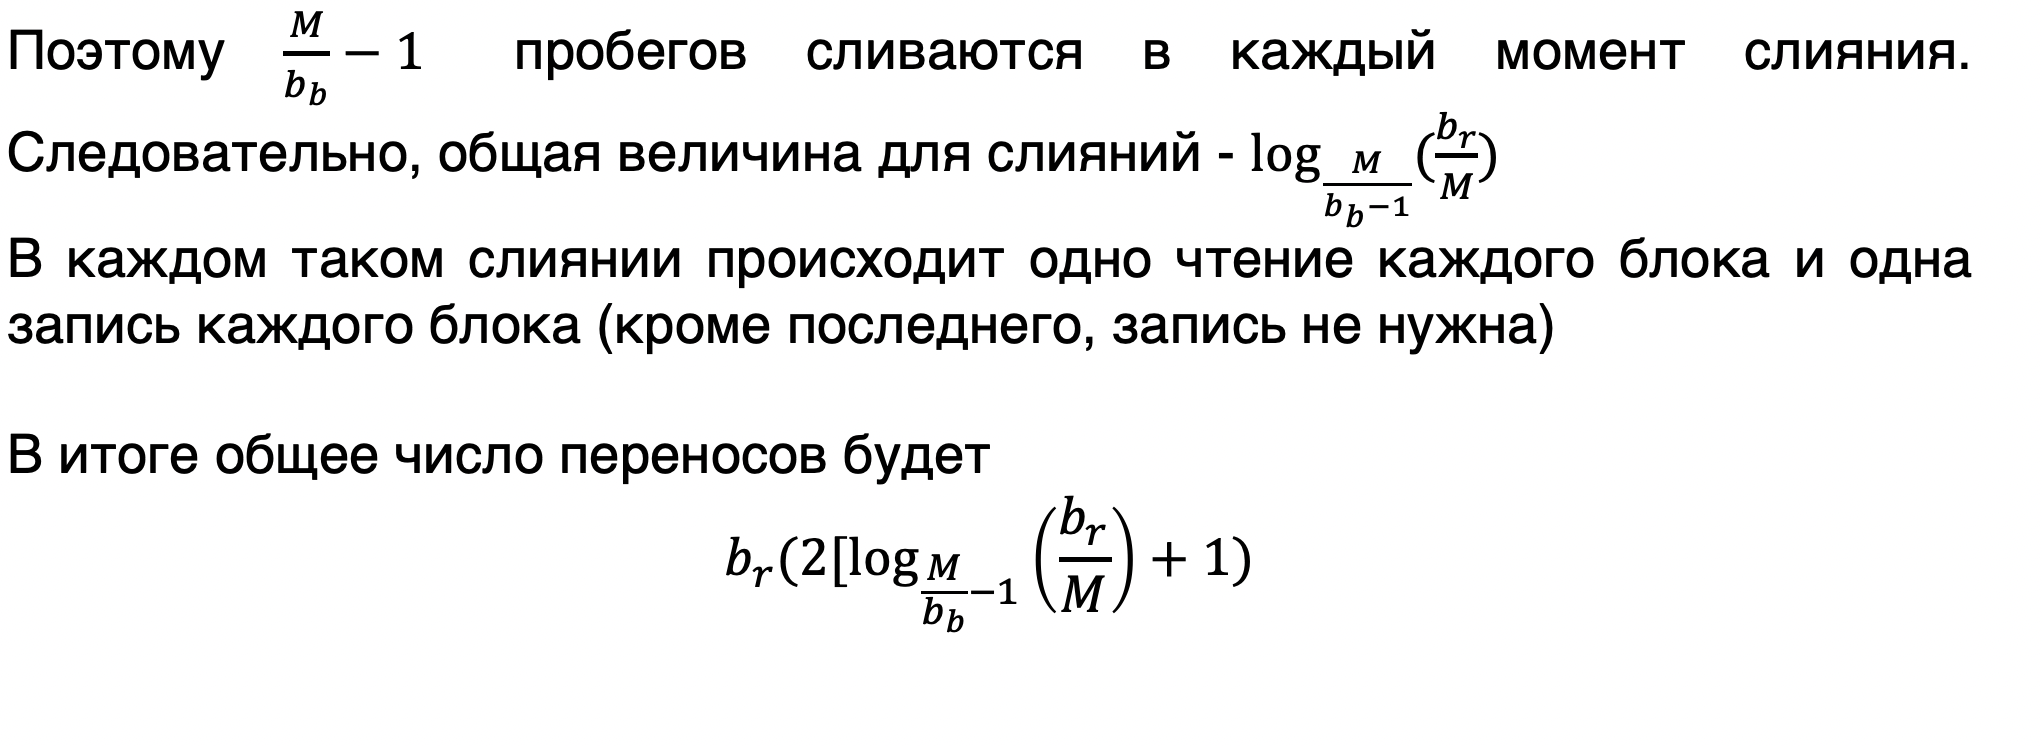 Поэтому $\frac{M}{b_b} - 1$ пробегов сливаются в каждый момент слияния.
Следовательно, общая величина для слияний - $\log_{\frac{M}{b_{b}-1}}(\frac{b_r}{M})$
В каждом таком слиянии происходит одно чтение каждого блока и одна
запись каждого блока (кроме последнего, запись не нужна)
В итоге общее число переносов будет
$b_r(2[\log_{\frac{M}{b_b}-1}\left(\frac{b_r}{M}\right) + 1)$